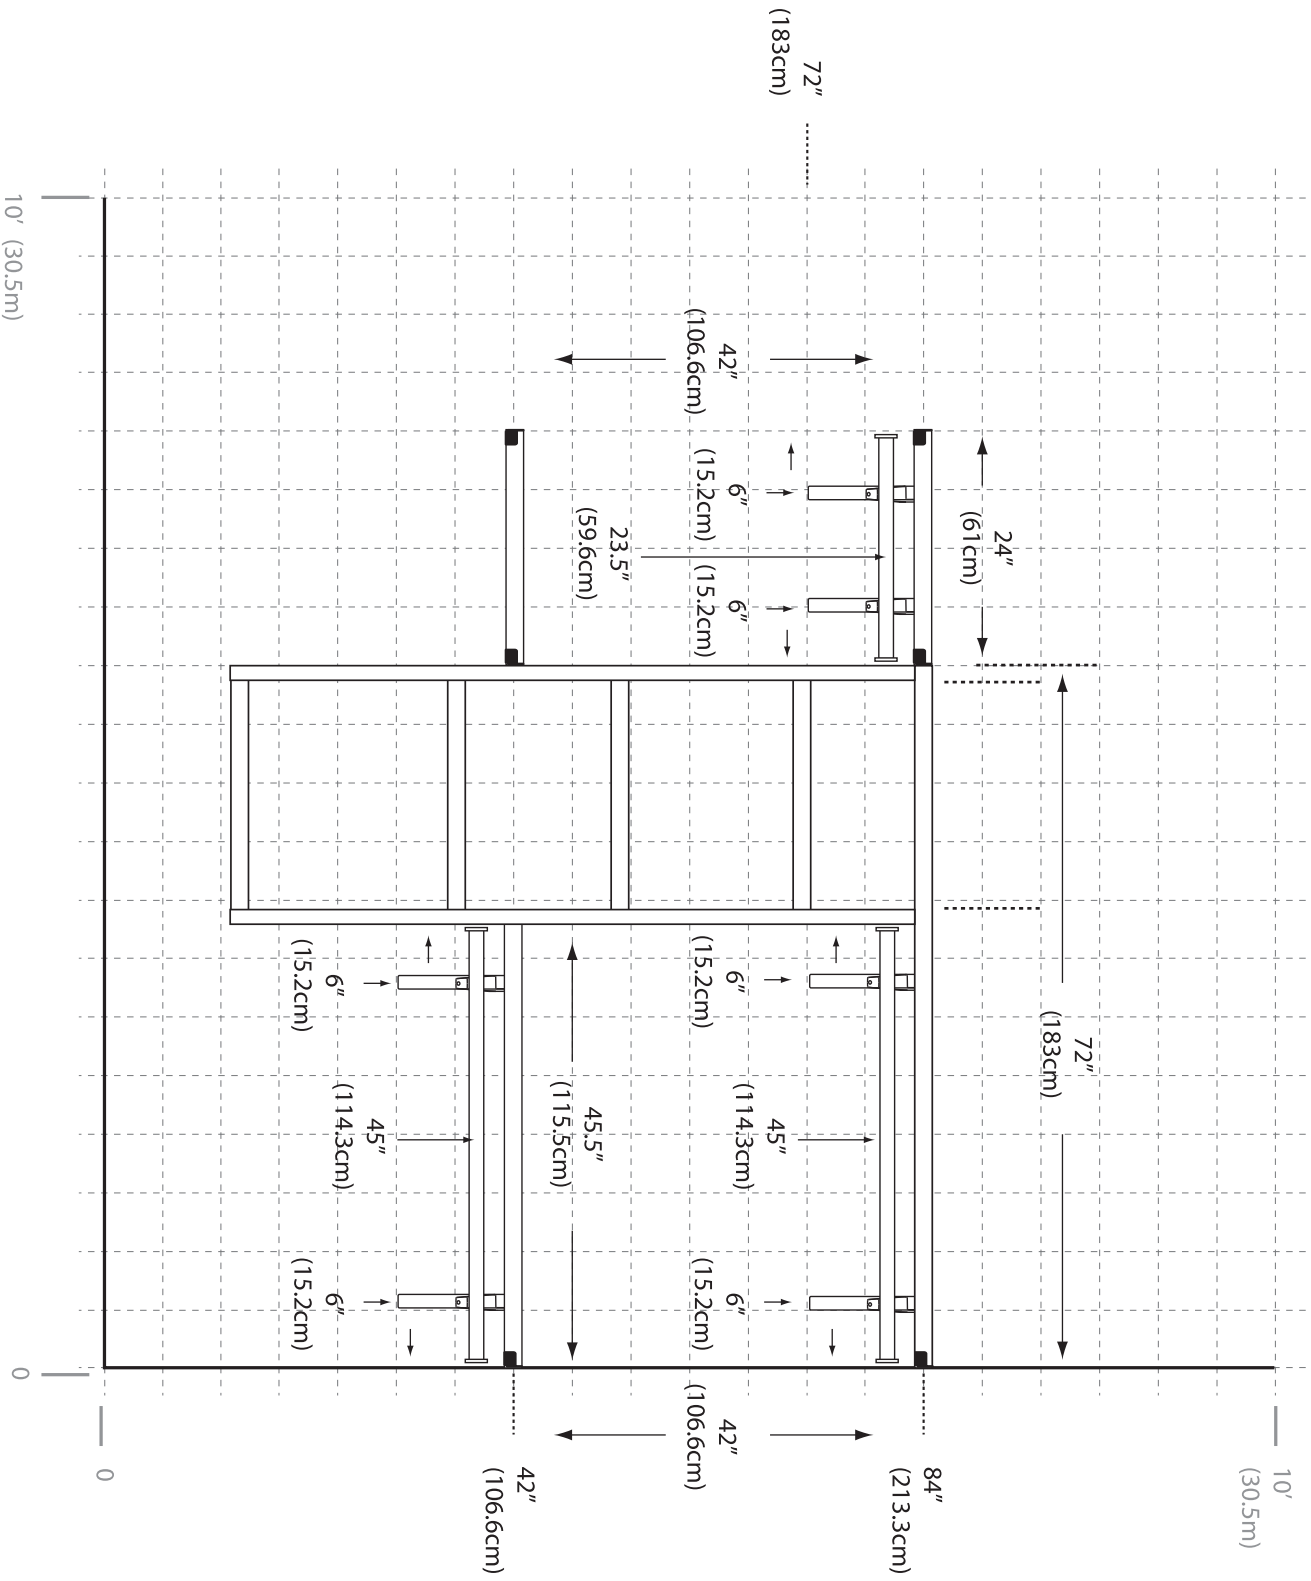 10′
(30.5m)
72″
(183cm)
24″
(61cm)
84″
(213.3cm)
72″
(183cm)
45″
(114.3cm)
42″
(106.6cm)
6″
(15.2cm)
6″
(15.2cm)
6″
(15.2cm)
6″
(15.2cm)
42″
(106.6cm)
23.5″
(59.6cm)
45.5″
(115.5cm)
42″
(106.6cm)
45″
(114.3cm)
6″
(15.2cm)
6″
(15.2cm)
0
10′ (30.5m)
0